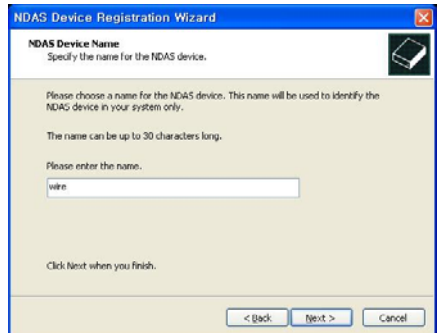 NDAS Device Registration Wizard
NDAS Device Name
Specify the name for the NDAS device.
Please choose a name for the NDAS device. This name will be used to identify the
NDAS device in your system only.
The name can be up to 30 characters long.
Please enter the name.
wire
Click Next when you finish.
< Back
Next >
Cancel